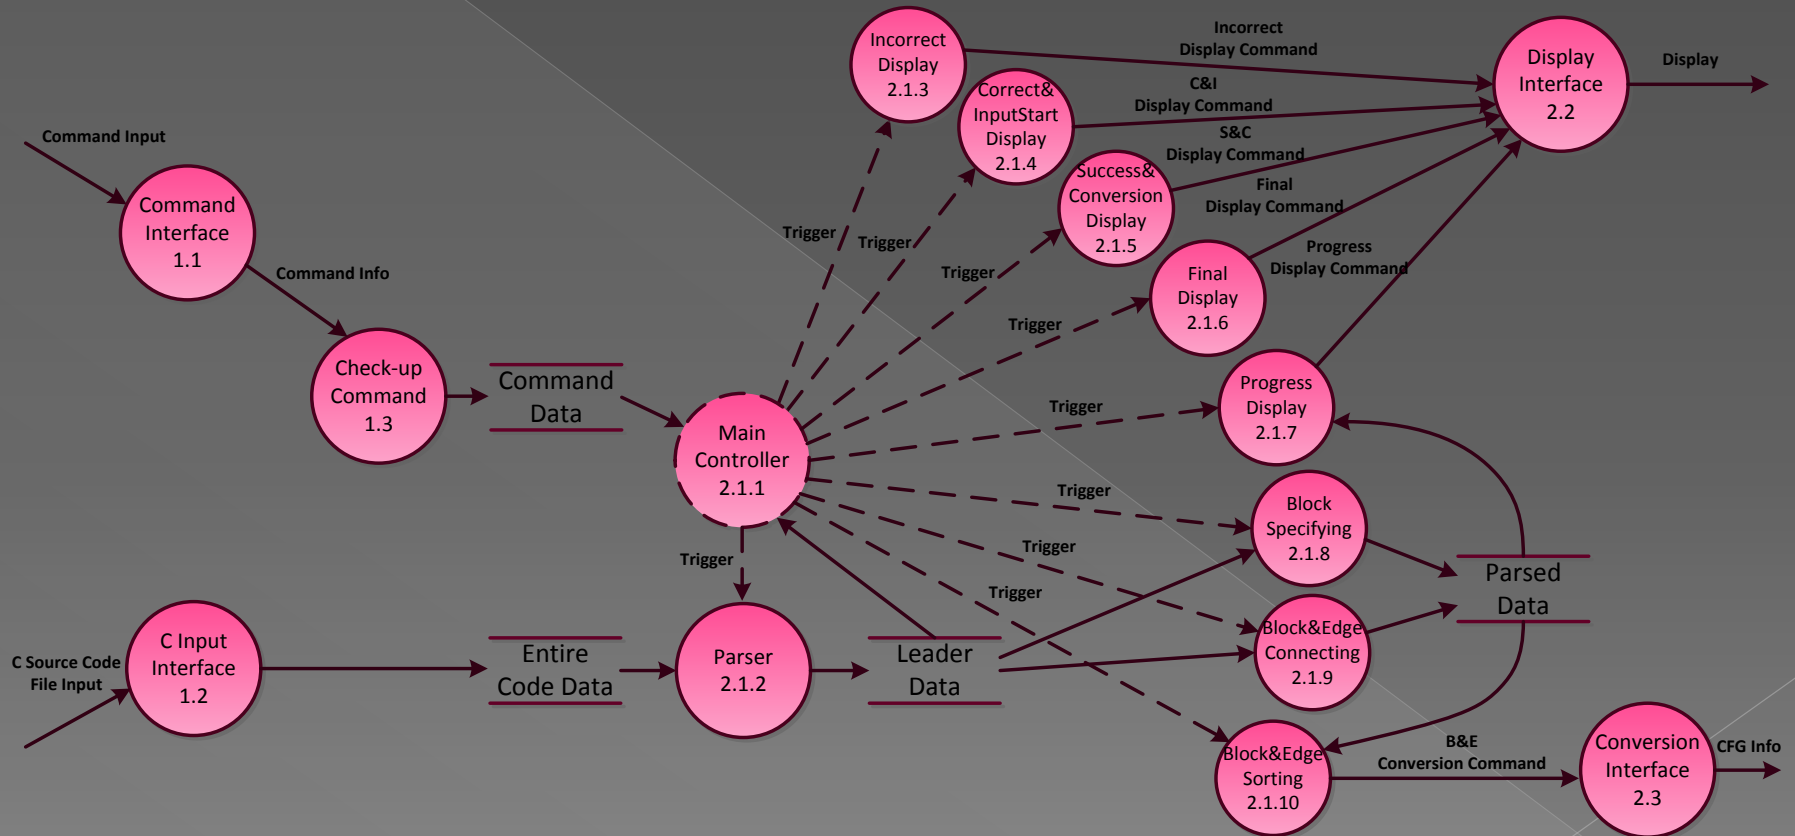 Incorrect
Display
2.1.3
Incorrect
Display Command
Correct&
InputStart
Display
2.1.4
C&I
Display Command
Display
Interface
2.2
Display
Success&
Conversion
Display
2.1.5
S&C
Display Command
Final
Display
2.1.6
Final
Display Command
Progress
Display Command
Command Input
Command
Interface
1.1
Command Info
Check-up
Command
1.3
Command
Data
Main
Controller
2.1.1
Trigger
Trigger
Trigger
Trigger
Trigger
Trigger
Trigger
Trigger
Trigger
Progress
Display
2.1.7
Block
Specifying
2.1.8
Block&Edge
Connecting
2.1.9
Parsed
Data
C Source Code
File Input
C Input
Interface
1.2
Entire
Code Data
Parser
2.1.2
Leader
Data
Block&Edge
Sorting
2.1.10
B&E
Conversion Command
Conversion
Interface
2.3
CFG Info